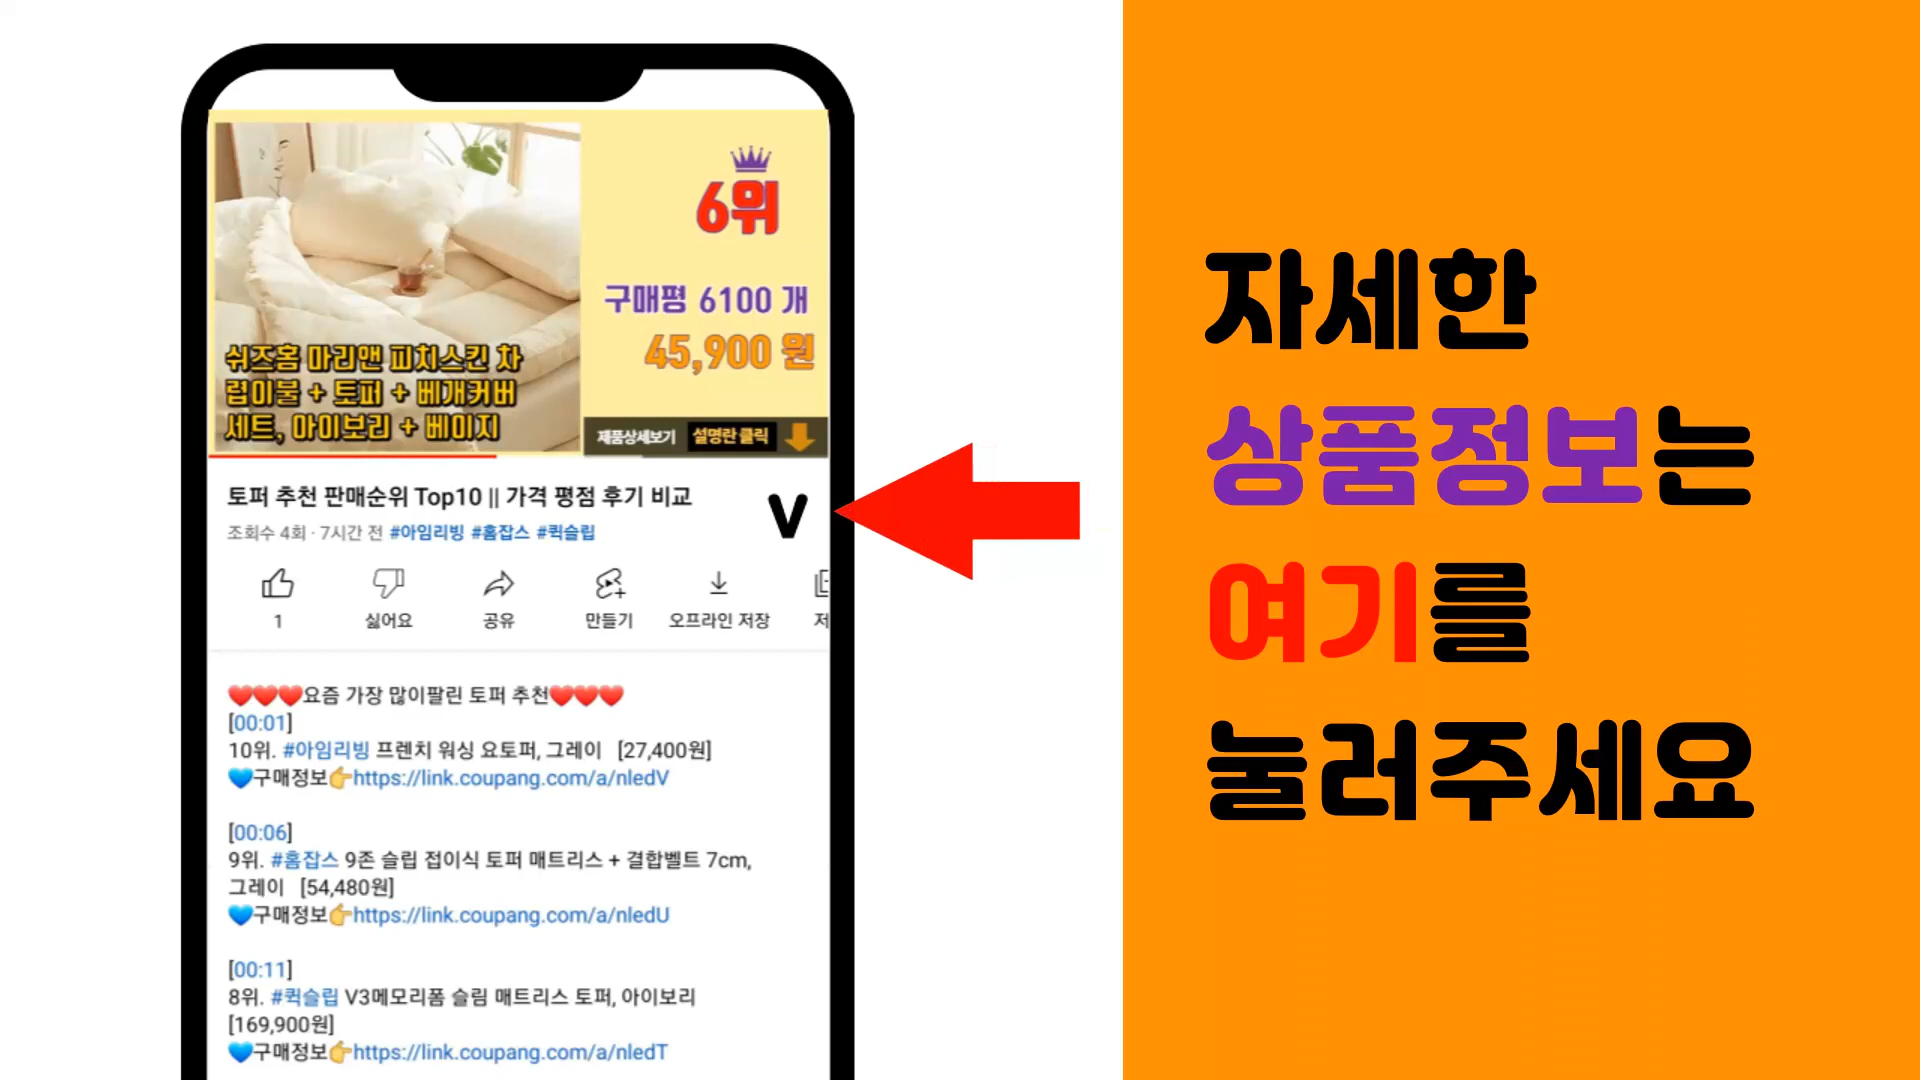 6위
구매평 6100 개
45,900 원
쉬즈홈 마리앤 피치스킨 차
렵이불 + 토퍼 + 베개커버
세트, 아이보리 + 베이지
제품상세보기 설명란 클릭
토퍼 추천 판매순위 Top10 || 가격 평점 후기 비교
V
조회수 4회 · 7시간 전 #아임리빙 #홈잡스 #퀵슬립
1 싫어요 공유 만들기 오프라인 저장 저
❤️❤️❤️요즘 가장 많이팔린 토퍼 추천❤️❤️❤️
[00:01]
10위. #아임리빙 프렌치 워싱 요토퍼, 그레이 [27,400원]
💙구매정보👉https://link.coupang.com/a/nledV
[00:06]
9위. #홈잡스 9존 슬립 접이식 토퍼 매트리스 + 결합벨트 7cm,
그레이 [54,480원]
💙구매정보👉https://link.coupang.com/a/nledU
[00:11]
8위. #퀵슬립 V3메모리폼 슬림 매트리스 토퍼, 아이보리
[169,900원]
💙구매정보👉https://link.coupang.com/a/nledT
자세한
상품정보는
여기를
눌러주세요